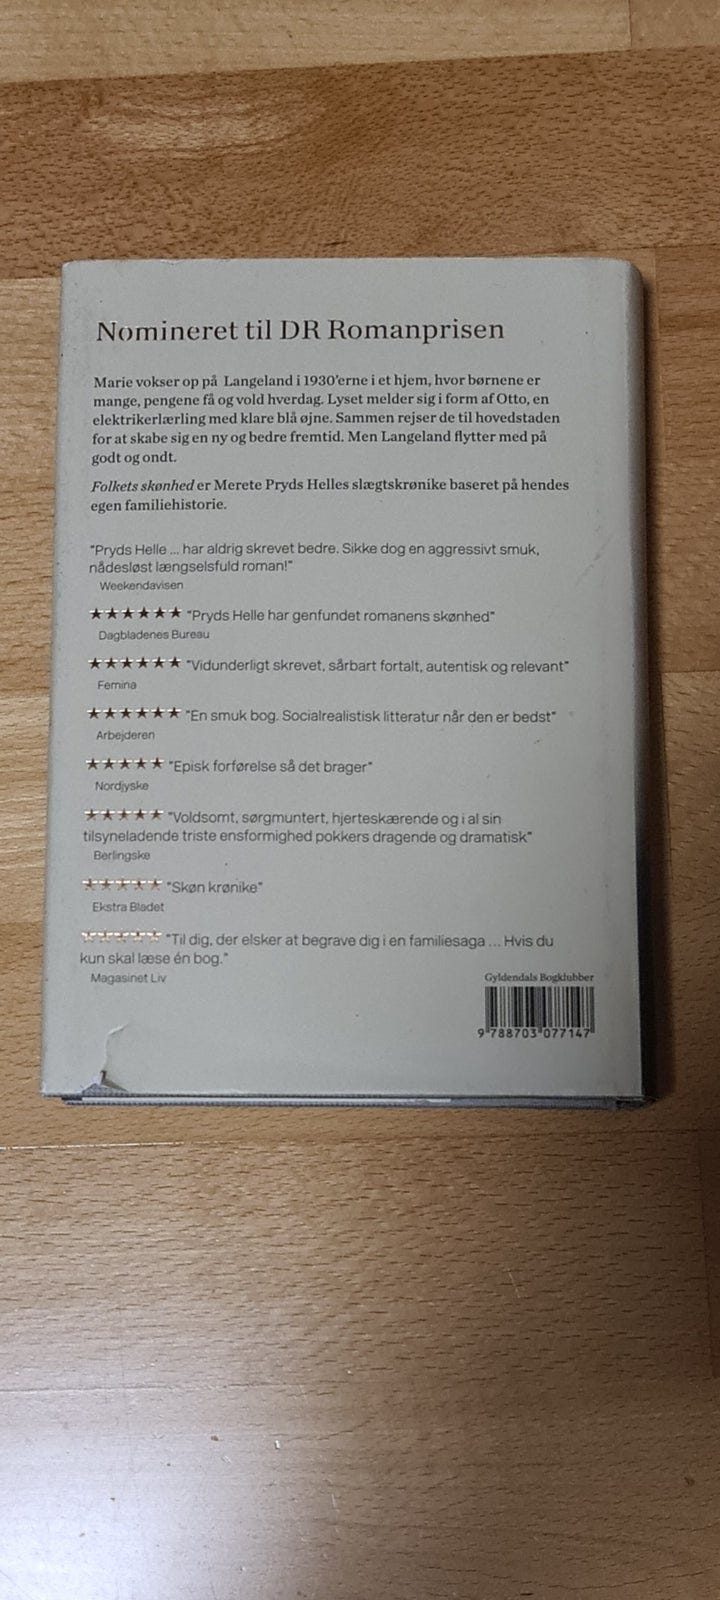 Nomineret til DR Romanprisen
Marie vokser op på Langeland i 1930'erne i et hjem, hvor børnene er
mange, pengene få og vold hverdag. Lyset melder sig i form af Otto, en
elektrikerlærling med klare blå øjne. Sammen rejser de til hovedstaden
for at skabe sig en ny og bedre fremtid. Men Langeland flytter med på
godt og ondt.
Folkets skønhed er Merete Pryds Helles slægtskrønike baseret på hendes
egen familiehistorie.
"Pryds Helle ... har aldrig skrevet bedre. Sikke dog en aggressivt smuk,
nådesløst længselsfuld roman!"
Weekendavisen
★★★★★★ "Pryds Helle har genfundet romanens skønhed"
Dagbladenes Bureau
★★★★★★ "Vidunderligt skrevet, sårbart fortalt, autentisk og relevant"
Femina
★★★★★★ "En smuk bog. Socialrealistisk litteratur når den er bedst"
Arbejderen
★★★★★ "Episk forførelse så det brager"
Nordjyske
★★★★★ "Voldsomt, sørgmuntert, hjerteskærende og i al sin
tilsyneladende triste ensformighed pokkers dragende og dramatisk"
Berlingske
★★★★★ "Skøn krønike"
Ekstra Bladet
★★★★★ "Til dig, der elsker at begrave dig i en familiesaga ... Hvis du
kun skal læse én bog."
Magasinet Liv
Gyldendals Bogklubber
9 788703 077147